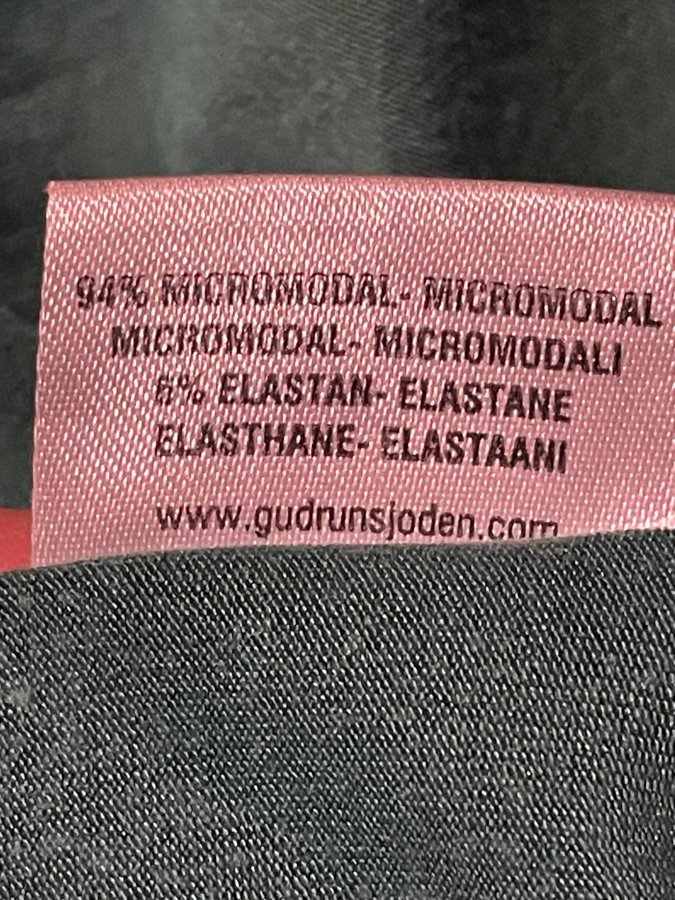 94% MICROMODAL- MICROMODAL
MICROMODAL- MICROMODALI
6% ELASTAN- ELASTANE
ELASTHANE- ELASTAANI
www.gudrunsjoden.com